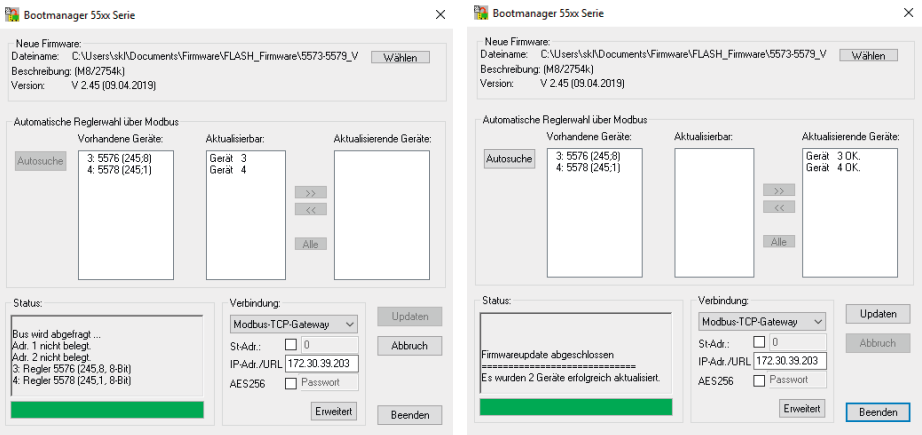 Bootmanager 55xx Serie
Neue Firmware:
Dateiname: C:\Users\skl\Documents\Firmware\FLASH_Firmware\5573-5579_V
Wählen
Beschreibung: (M8/2754k)
Version: V 2.45 (09.04.2019)
Automatische Reglerwahl über Modbus
Vorhandene Geräte: Aktualisierbar: Aktualisierende Geräte:
Autosuche
3: 5576 (245;8) Gerät 3
4: 5578 (245;1) Gerät 4
>>
<<
Alle
Status:
Bus wird abgefragt ...
Adr. 1 nicht belegt.
Adr. 2 nicht belegt.
3: Regler 5576 (245,8, 8-Bit)
4: Regler 5578 (245,1, 8-Bit)
Verbindung:
Modbus-TCP-Gateway
St-Adr.: 0
IP-Adr./URL 172.30.39.203
AES256 Passwort
Erweitert
Updaten
Abbruch
Beenden
Bootmanager 55xx Serie
Neue Firmware:
Dateiname: C:\Users\skl\Documents\Firmware\FLASH_Firmware\5573-5579_V
Wählen
Beschreibung: (M8/2754k)
Version: V 2.45 (09.04.2019)
Automatische Reglerwahl über Modbus
Vorhandene Geräte: Aktualisierbar: Aktualisierende Geräte:
Autosuche
3: 5576 (245;8) Gerät 3 OK.
4: 5578 (245;1) Gerät 4 OK.
>>
<<
Alle
Status:
Firmwareupdate abgeschlossen
============================
Es wurden 2 Geräte erfolgreich aktualisiert.
Verbindung:
Modbus-TCP-Gateway
St-Adr.: 0
IP-Adr./URL 172.30.39.203
AES256 Passwort
Erweitert
Updaten
Abbruch
Beenden